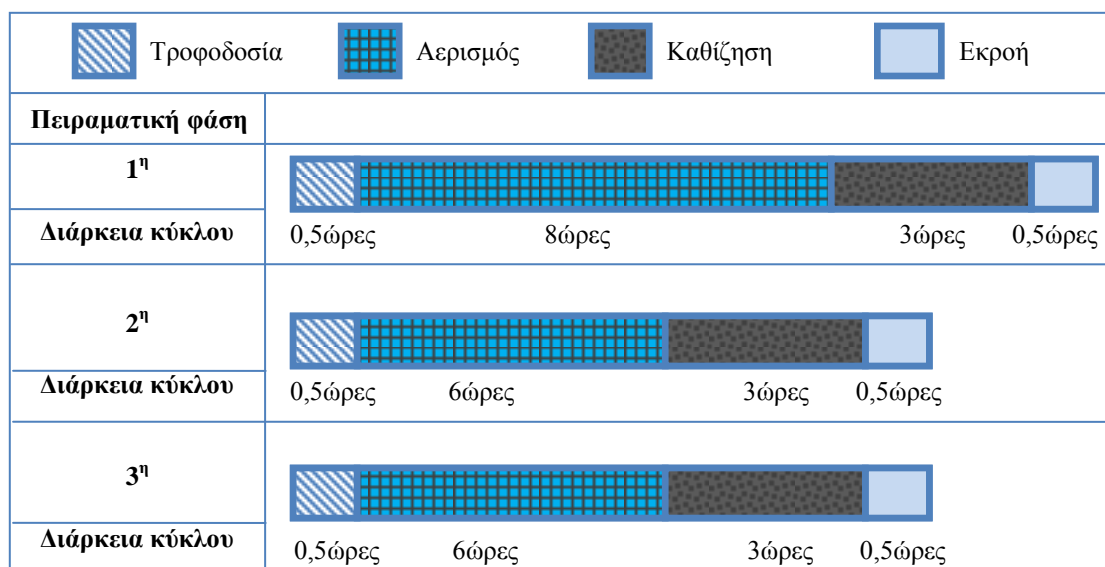 Τροφοδοσία Αερισμός Καθίζηση Εκροή
Πειραματική φάση
1η
Διάρκεια κύκλου 0,5ώρες 8ώρες 3ώρες 0,5ώρες
2η
Διάρκεια κύκλου 0,5ώρες 6ώρες 3ώρες 0,5ώρες
3η
Διάρκεια κύκλου 0,5ώρες 6ώρες 3ώρες 0,5ώρες